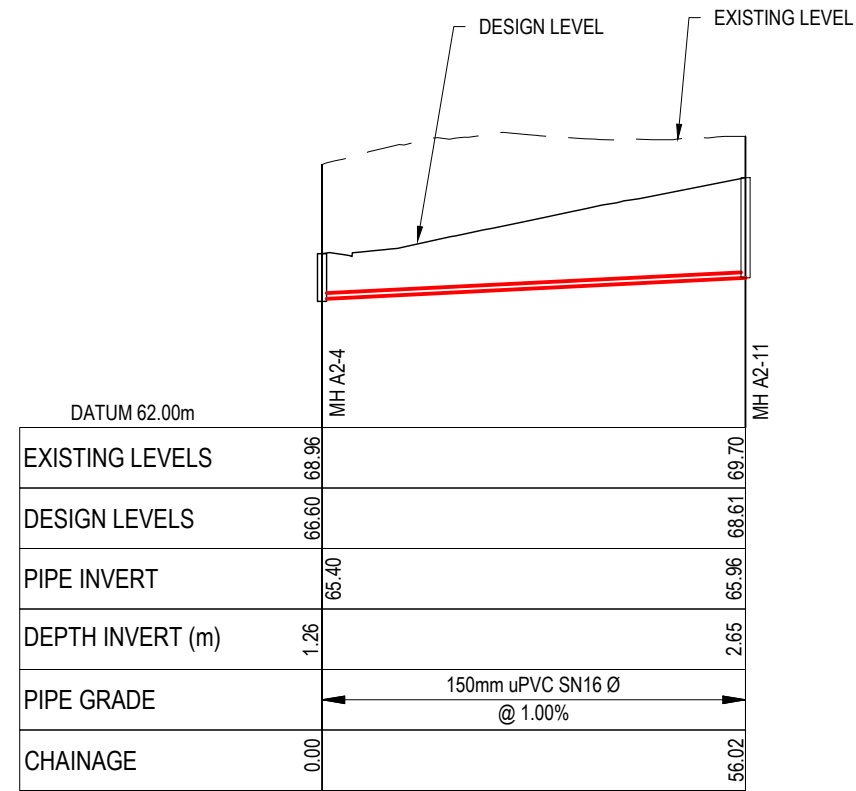 DESIGN LEVEL
EXISTING LEVEL
MH A2-4
MH A2-11
DATUM 62.00m
EXISTING LEVELS 68.96 69.70
DESIGN LEVELS 66.60 68.61
PIPE INVERT 65.40 65.96
DEPTH INVERT (m) 1.26 2.65
PIPE GRADE
150mm uPVC SN16 Ø
@ 1.00%
CHAINAGE 0.00 56.02